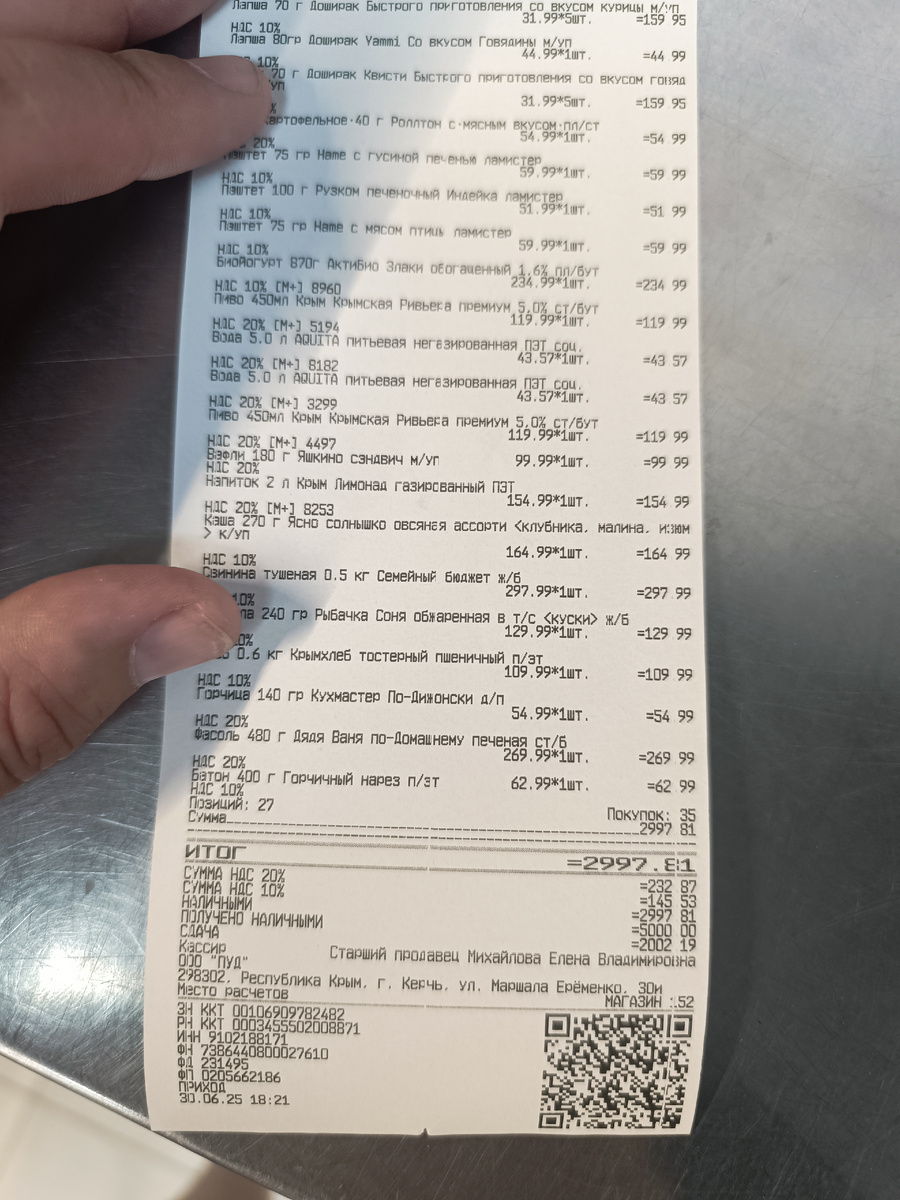 Лапша 70 г Доширак Быстрого приготовления со вкусом курицы м/уп
31.99*5шт. =159 95
НДС 10%
Лапша 80гр Доширак Yammi Со вкусом Говядины м/уп
44.99*1шт. =44 99
10%
70 г Доширак Квисти Быстрого приготовления со вкусом говяд
/уп
31.99*5шт. =159 95
%
картофельное 40 г Роллтон с мясным вкусом пл/ст
54.99*1шт. =54 99
20%
Паштет 75 гр Hame с гусиной печенью ламистер
59.99*1шт. =59 99
НДС 10%
Паштет 100 г Рузком печеночный Индейка ламистер
51.99*1шт. =51 99
НДС 10%
Паштет 75 гр Hame с мясом птицы ламистер
59.99*1шт. =59 99
НДС 10%
Биойогурт 870г АктиБио Злаки обогащенный 1,6% пл/бут
234.99*1шт. =234 99
НДС 10% [М+] 8960
Пиво 450мл Крым Крымская Ривьера премиум 5,0% ст/бут
119.99*1шт. =119 99
НДС 20% [М+] 5194
Вода 5.0 л AQUITA питьевая негазированная ПЭТ соц.
43.57*1шт. =43 57
НДС 20% [М+] 8182
Вода 5.0 л AQUITA питьевая негазированная ПЭТ соц.
43.57*1шт. =43 57
НДС 20% [М+] 3299
Пиво 450мл Крым Крымская Ривьера премиум 5,0% ст/бут
119.99*1шт. =119 99
НДС 20% [М+] 4497
Вафли 180 г Яшкино сэндвич м/уп 99.99*1шт. =99 99
НДС 20%
Напиток 2 л Крым Лимонад газированный ПЭТ
154.99*1шт. =154 99
НДС 20% [М+] 8253
Каша 270 г Ясно солнышко овсяная ассорти <клубника, малина, изюм
> к/уп
164.99*1шт. =164 99
НДС 10%
Свинина тушеная 0.5 кг Семейный бюджет ж/б
297.99*1шт. =297 99
10%
240 гр Рыбачка Соня обжаренная в т/с <куски> ж/б
129.99*1шт. =129 99
0%
0.6 кг Крымхлеб тостерный пшеничный п/эт
109.99*1шт. =109 99
НДС 10%
Горчица 140 гр Кухмастер По-Дижонски д/п
54.99*1шт. =54 99
НДС 20%
Фасоль 480 г Дядя Ваня по-Домашнему печеная ст/б
269.99*1шт. =269 99
НДС 20%
Батон 400 г Горчичный нарез п/эт 62.99*1шт. =62 99
НДС 10%
Позиций: 27 Покупок: 35
Сумма 2997 81
ИТОГ =2997.81
СУММА НДС 20% =232 87
СУММА НДС 10% =145 53
НАЛИЧНЫМИ =2997 81
ПОЛУЧЕНО НАЛИЧНЫМИ =5000 00
СДАЧА =2002 19
Кассир Старший продавец Михайлова Елена Владимировна
ООО "ПУД"
298302, Республика Крым, г. Керчь, ул. Маршала Ерёменко, 30и
Место расчетов МАГАЗИН 52
ЗН ККТ 00106909782482
РН ККТ 0003455502008871
ИНН 9102188171
ФН 7386440800027610
ФД 231495
ФП 0205662186
ПРИХОД
30.06.25 18:21